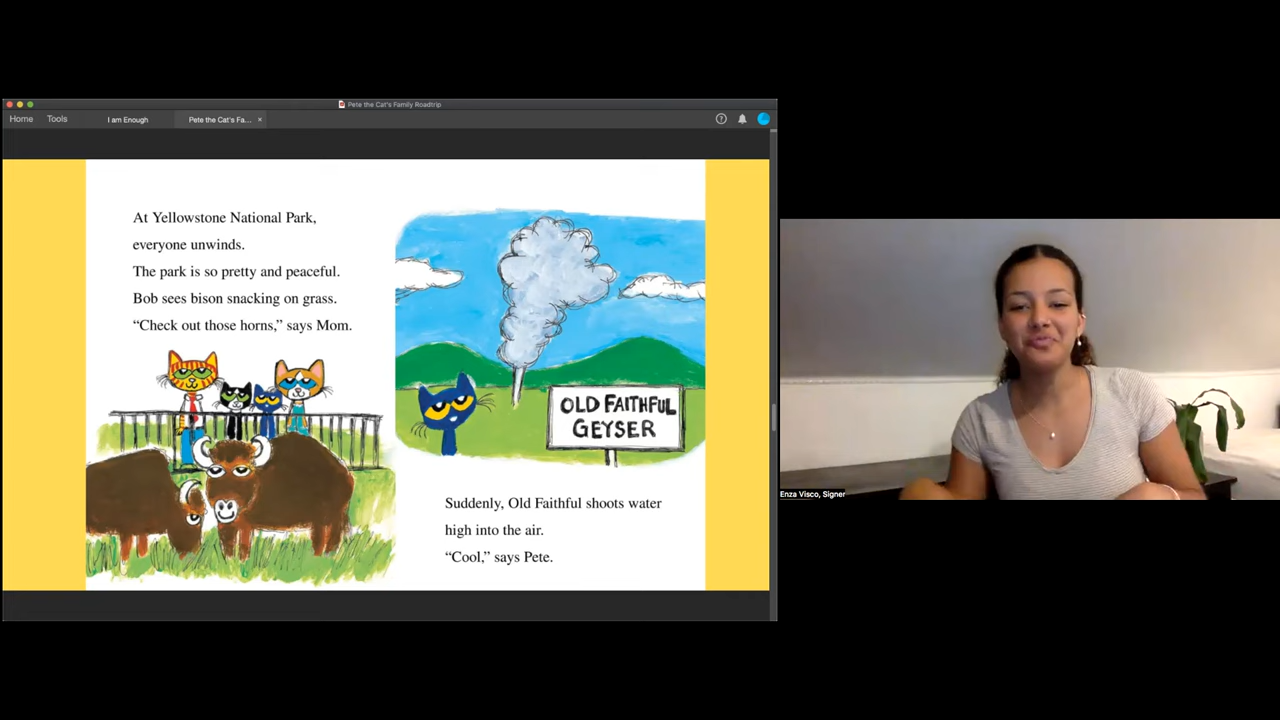 Pete the Cat's Family Roadtrip
Home Tools I am Enough Pete the Cat's Fa... ×
At Yellowstone National Park,
everyone unwinds.
The park is so pretty and peaceful.
Bob sees bison snacking on grass.
“Check out those horns,” says Mom.
OLD FAITHFUL
GEYSER
Suddenly, Old Faithful shoots water
high into the air.
“Cool,” says Pete.
Enza Visco, Signer